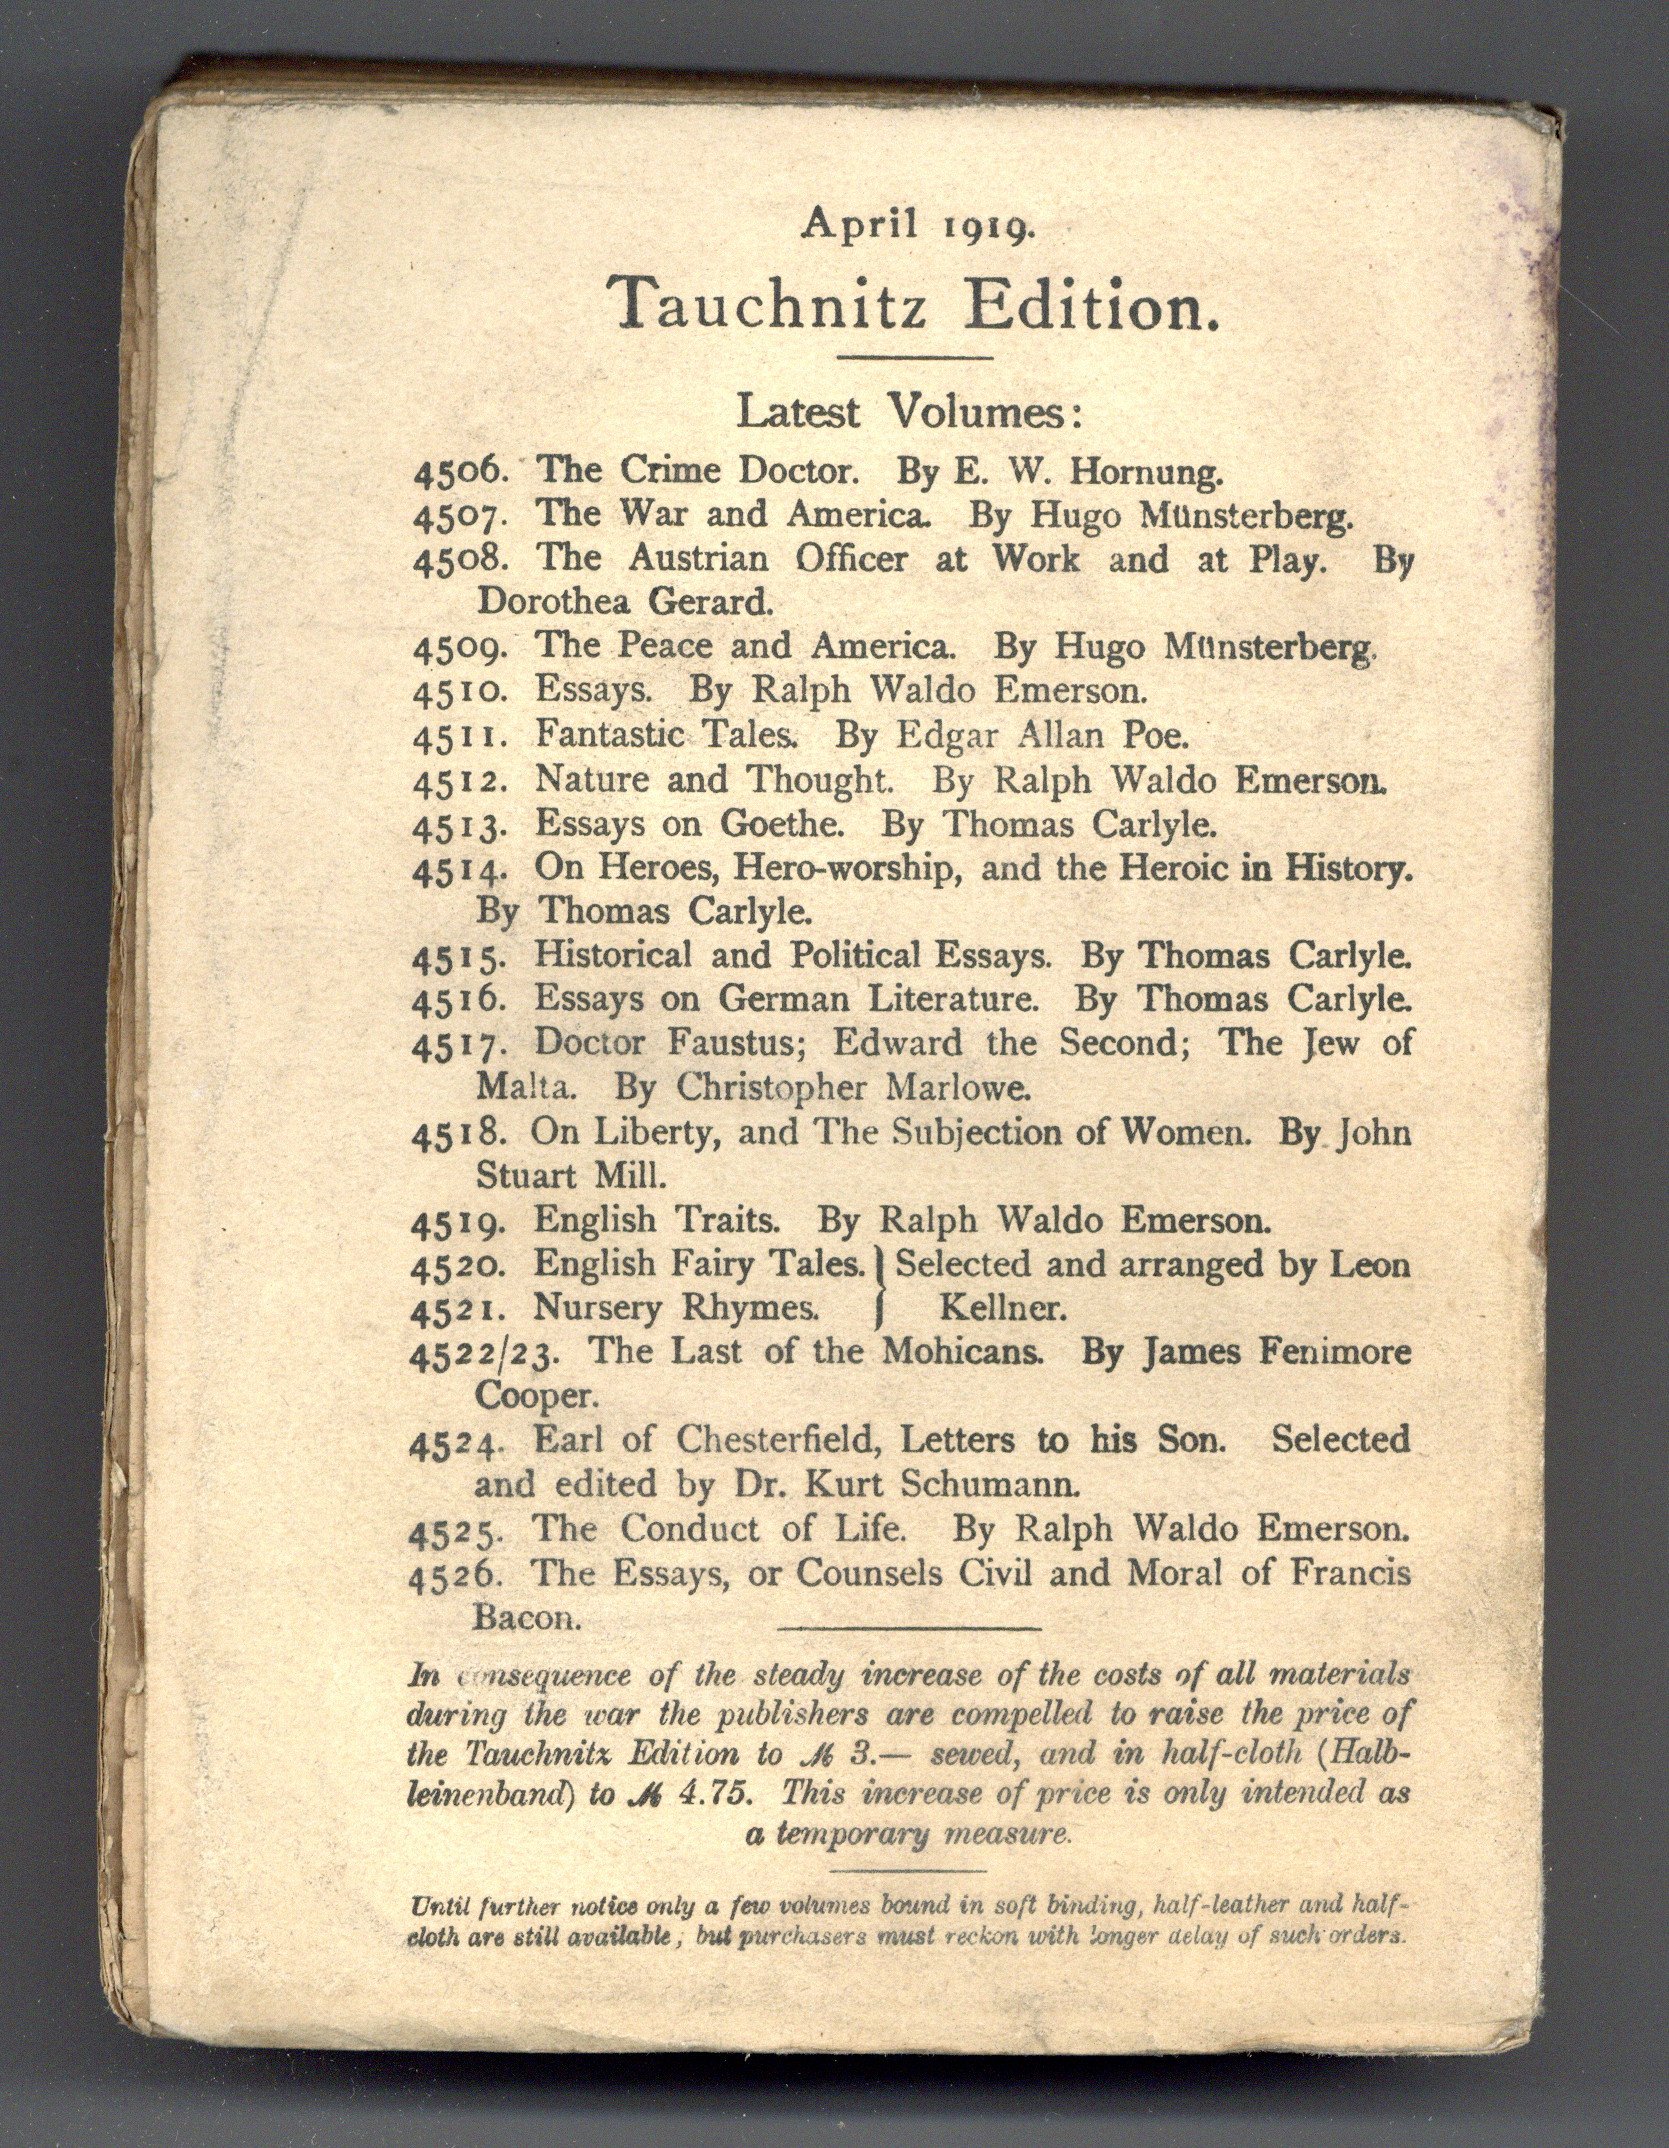 April 1919.
Tauchnitz Edition.
Latest Volumes:
4506. The Crime Doctor. By E. W. Hornung.
4507. The War and America. By Hugo Münsterberg.
4508. The Austrian Officer at Work and at Play. By
Dorothea Gerard.
4509. The Peace and America. By Hugo Münsterberg.
4510. Essays. By Ralph Waldo Emerson.
4511. Fantastic Tales. By Edgar Allan Poe.
4512. Nature and Thought. By Ralph Waldo Emerson.
4513. Essays on Goethe. By Thomas Carlyle.
4514. On Heroes, Hero-worship, and the Heroic in History.
By Thomas Carlyle.
4515. Historical and Political Essays. By Thomas Carlyle.
4516. Essays on German Literature. By Thomas Carlyle.
4517. Doctor Faustus; Edward the Second; The Jew of
Malta. By Christopher Marlowe.
4518. On Liberty, and The Subjection of Women. By John
Stuart Mill.
4519. English Traits. By Ralph Waldo Emerson.
4520. English Fairy Tales. } Selected and arranged by Leon
4521. Nursery Rhymes. } Kellner.
4522/23. The Last of the Mohicans. By James Fenimore
Cooper.
4524. Earl of Chesterfield, Letters to his Son. Selected
and edited by Dr. Kurt Schumann.
4525. The Conduct of Life. By Ralph Waldo Emerson.
4526. The Essays, or Counsels Civil and Moral of Francis
Bacon.
In consequence of the steady increase of the costs of all materials
during the war the publishers are compelled to raise the price of
the Tauchnitz Edition to ℳ 3.— sewed, and in half-cloth (Halb-
leinenband) to ℳ 4.75. This increase of price is only intended as
a temporary measure.
Until further notice only a few volumes bound in soft binding, half-leather and half-
cloth are still available, but purchasers must reckon with longer delay of such orders.